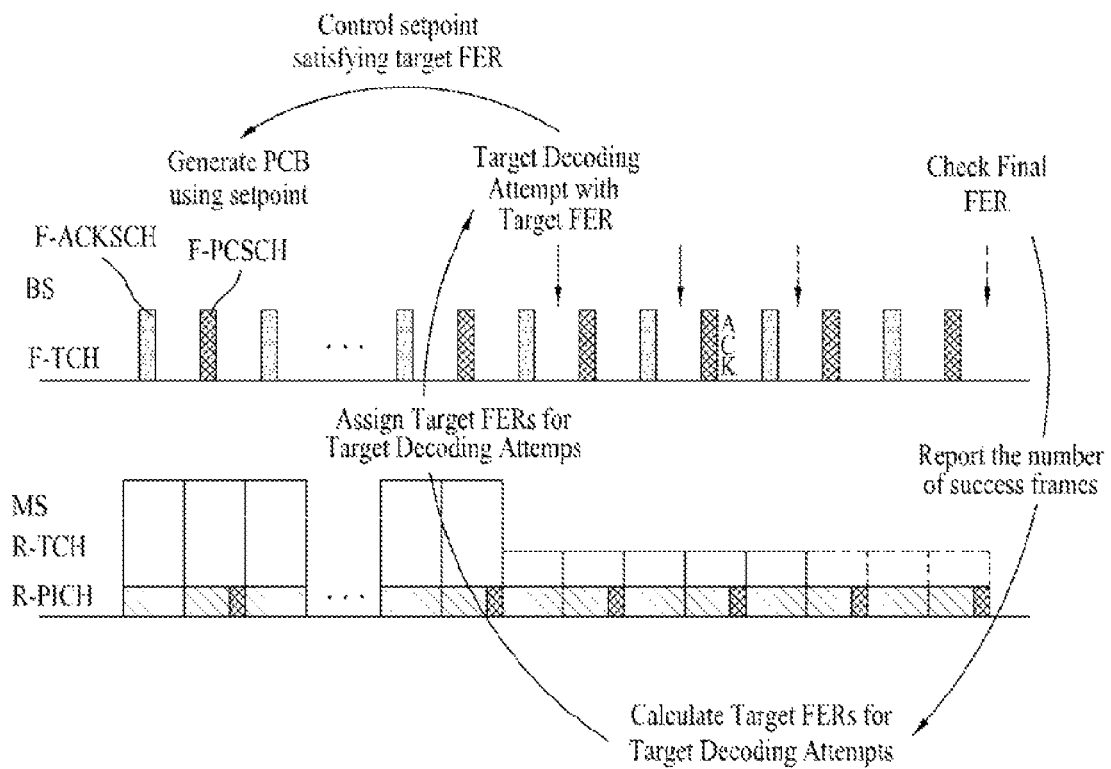 Control setpoint
satisfying target FER
Generate PCB
using setpoint
Target Decoding
Attempt with
Target FER
Check Final
FER
F-ACKSCH
F-PCSCH
BS
F-TCH
. . .
ACK
Assign Target FERs for
Target Decoding Attemps
Report the number
of success frames
MS
R-TCH
R-PICH
. . .
Calculate Target FERs for
Target Decoding Attempts